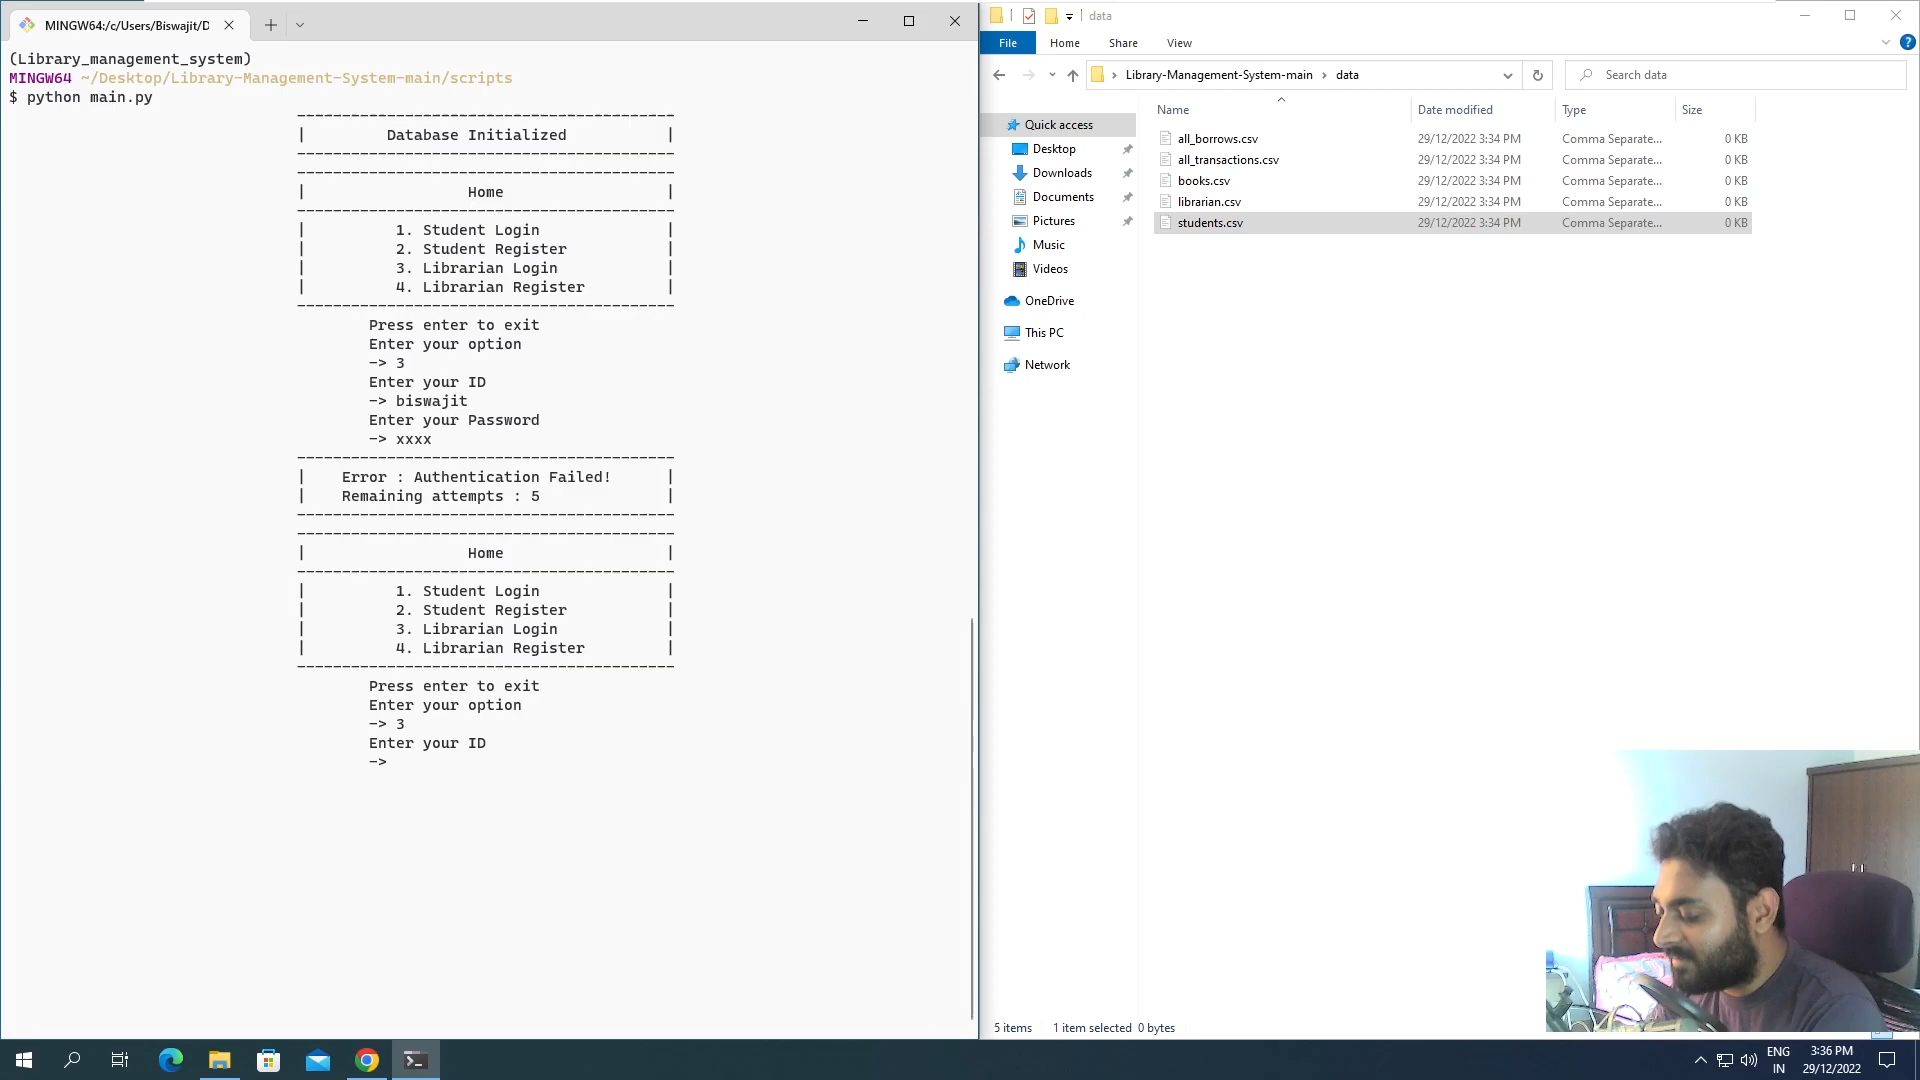 MINGW64:/c/Users/Biswajit/D
(Library_management_system)
MINGW64 ~/Desktop/Library-Management-System-main/scripts
$ python main.py
------------------------------------------
| Database Initialized |
------------------------------------------
------------------------------------------
| Home |
------------------------------------------
| 1. Student Login |
| 2. Student Register |
| 3. Librarian Login |
| 4. Librarian Register |
------------------------------------------
Press enter to exit
Enter your option
-> 3
Enter your ID
-> biswajit
Enter your Password
-> xxxx
------------------------------------------
| Error : Authentication Failed! |
| Remaining attempts : 5 |
------------------------------------------
------------------------------------------
| Home |
------------------------------------------
| 1. Student Login |
| 2. Student Register |
| 3. Librarian Login |
| 4. Librarian Register |
------------------------------------------
Press enter to exit
Enter your option
-> 3
Enter your ID
->
data
File Home Share View
Library-Management-System-main > data
Search data
Quick access
Desktop
Downloads
Documents
Pictures
Music
Videos
OneDrive
This PC
Network
Name Date modified Type Size
all_borrows.csv 29/12/2022 3:34 PM Comma Separate... 0 KB
all_transactions.csv 29/12/2022 3:34 PM Comma Separate... 0 KB
books.csv 29/12/2022 3:34 PM Comma Separate... 0 KB
librarian.csv 29/12/2022 3:34 PM Comma Separate... 0 KB
students.csv 29/12/2022 3:34 PM Comma Separate... 0 KB
5 items 1 item selected 0 bytes
ENG
IN
3:36 PM
29/12/2022